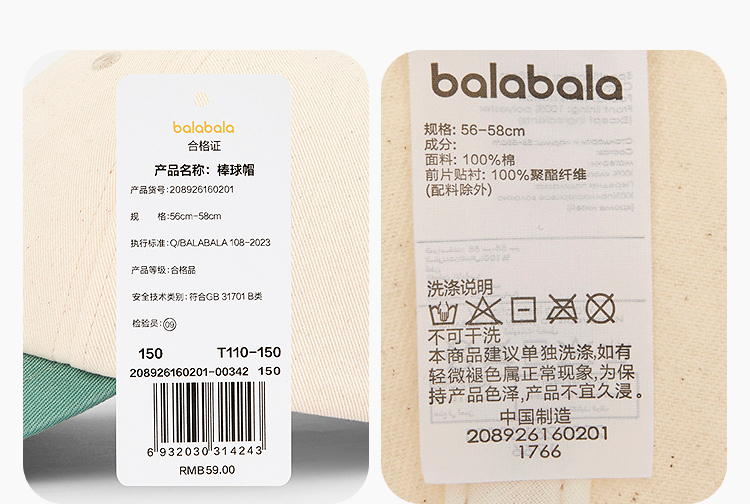 balabala
合格证
产品名称：棒球帽
产品货号:208926160201
规 格:56cm-58cm
执行标准:Q/BALABALA 108-2023
产品等级:合格品
安全技术类别:符合GB 31701 B类
检验员:09
150 T110-150
208926160201-00342 150
6 932030 314243
RMB59.00
balabala
规格: 56-58cm
成分:
面料: 100%棉
前片贴衬: 100%聚酯纤维
(配料除外)
洗涤说明
不可干洗
本商品建议单独洗涤,如有
轻微褪色属正常现象,为保
持产品色泽,产品不宜久浸。
中国制造
208926160201
1766